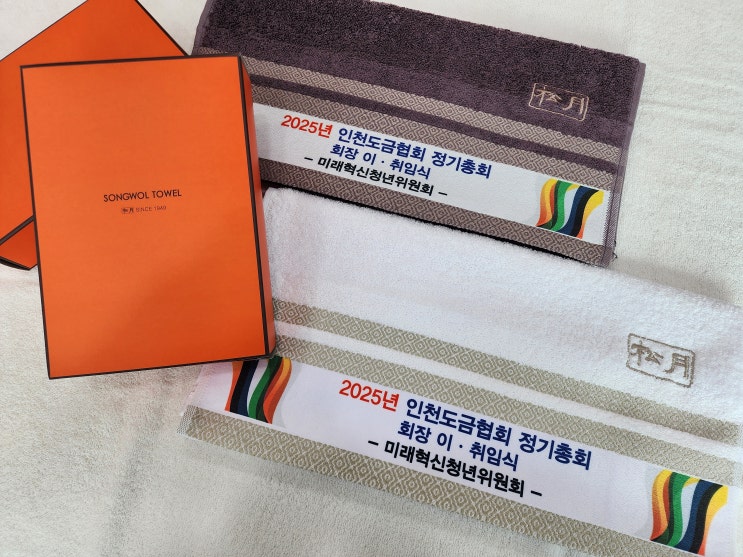 SONGWOL TOWEL
松月 SINCE 1949
松月
2025년 인천도금협회 정기총회
회장 이 · 취임식
- 미래혁신청년위원회 -
松月
2025년 인천도금협회 정기총회
회장 이 · 취임식
- 미래혁신청년위원회 -